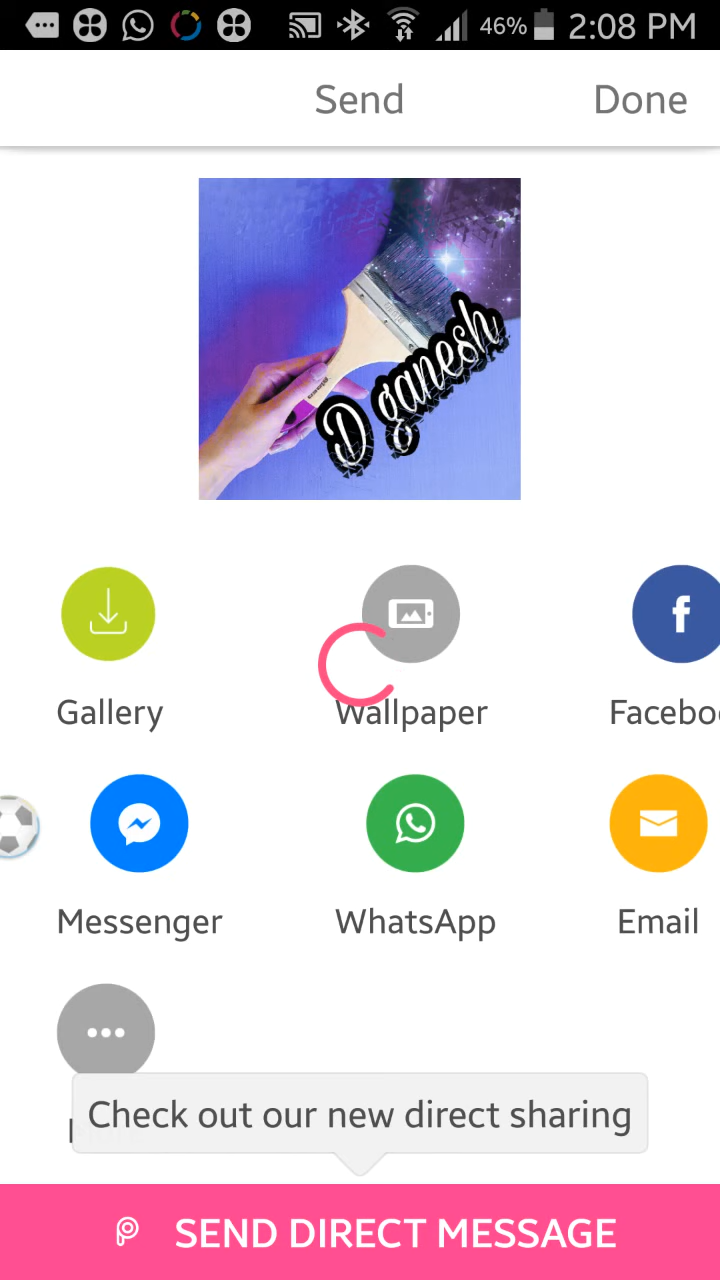 46% 2:08 PM
Send Done
D ganesh
Gallery Wallpaper Facebo
Messenger WhatsApp Email
Check out our new direct sharing
SEND DIRECT MESSAGE